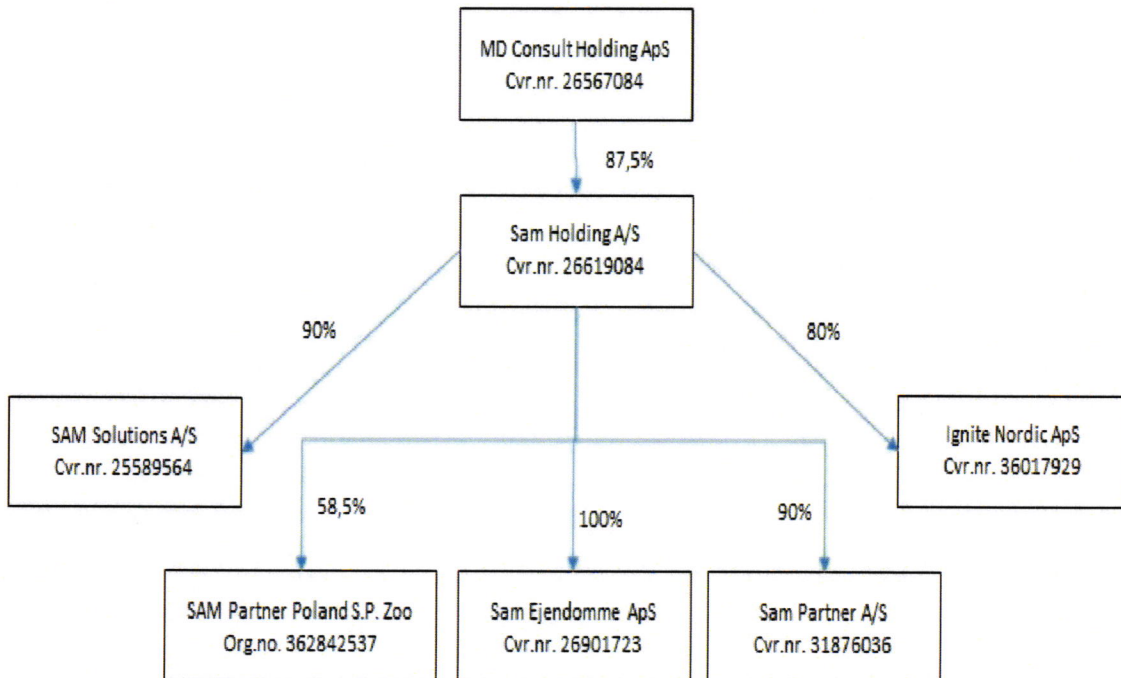 MD Consult Holding ApS
Cvr.nr. 26567084
87,5%
Sam Holding A/S
Cvr.nr. 26619084
90%
80%
SAM Solutions A/S
Cvr.nr. 25589564
Ignite Nordic ApS
Cvr.nr. 36017929
58,5%
100%
90%
SAM Partner Poland S.P. Zoo
Org.no. 362842537
Sam Ejendomme ApS
Cvr.nr. 26901723
Sam Partner A/S
Cvr.nr. 31876036